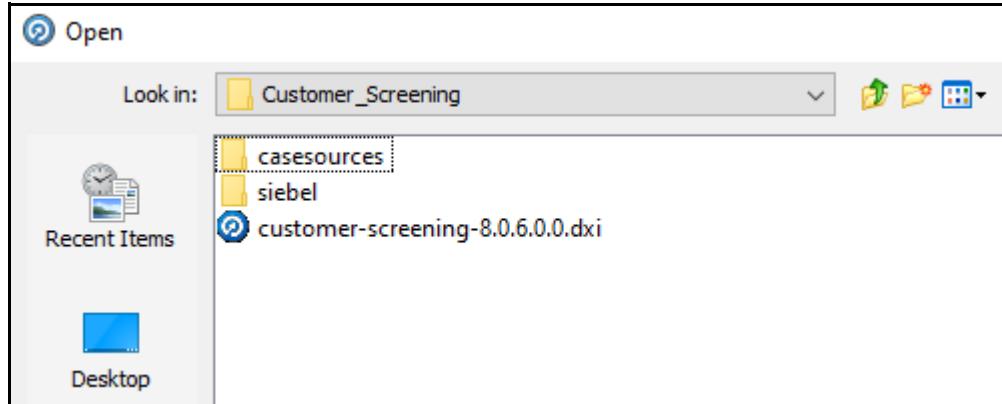 Open
Look in: Customer_Screening
casesources
siebel
customer-screening-8.0.6.0.0.dxi
Recent Items
Desktop